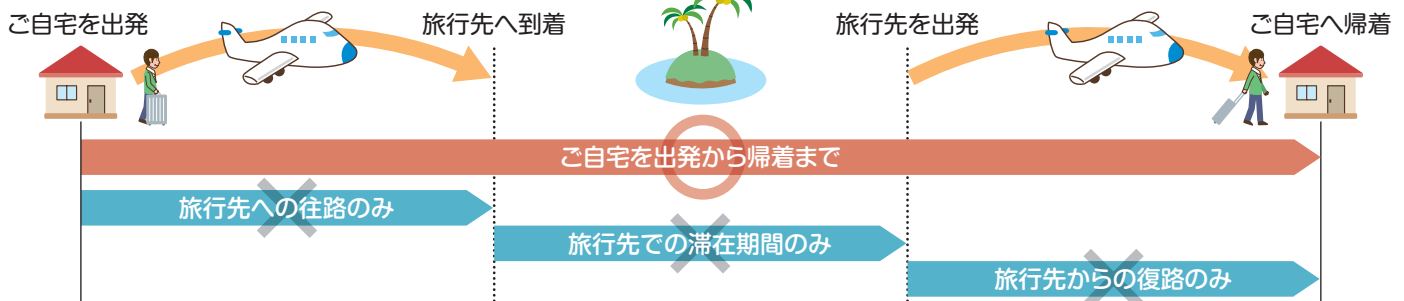 ご自宅を出発
旅行先へ到着
旅行先を出発
ご自宅へ帰着
ご自宅を出発から帰着まで
旅行先への往路のみ
旅行先での滞在期間のみ
旅行先からの復路のみ